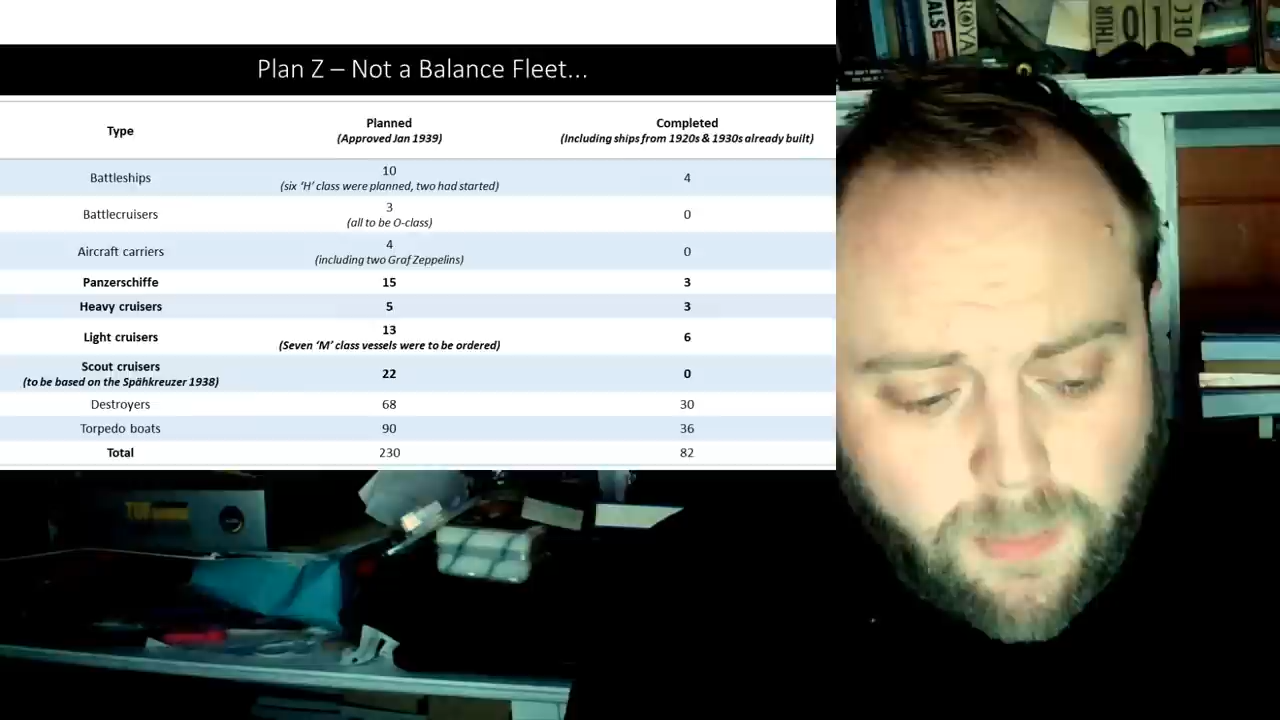 Plan Z – Not a Balance Fleet...
Type
Planned
(Approved Jan 1939)
Completed
(Including ships from 1920s & 1930s already built)
Battleships
10
(six ‘H’ class were planned, two had started)
4
Battlecruisers
3
(all to be O-class)
0
Aircraft carriers
4
(including two Graf Zeppelins)
0
Panzerschiffe
15
3
Heavy cruisers
5
3
Light cruisers
13
(Seven ‘M’ class vessels were to be ordered)
6
Scout cruisers
(to be based on the Spähkreuzer 1938)
22
0
Destroyers
68
30
Torpedo boats
90
36
Total
230
82
THUR
01
DEC